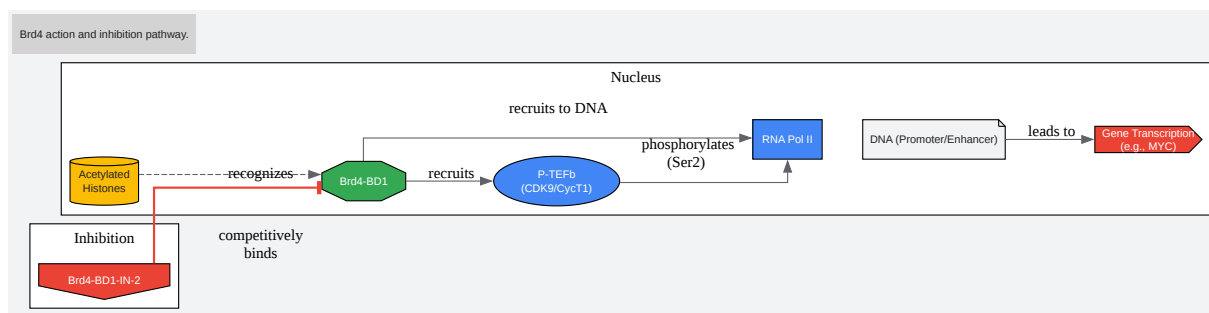 Brd4 action and inhibition pathway.
Nucleus
recruits to DNA
RNA Pol II
DNA (Promoter/Enhancer)
leads to
Gene Transcription
(e.g., MYC)
phosphorylates
(Ser2)
Acetylated
Histones
recognizes
Brd4-BD1
recruits
P-TEFb
(CDK9/CycT1)
Inhibition
competitively
binds
Brd4-BD1-IN-2